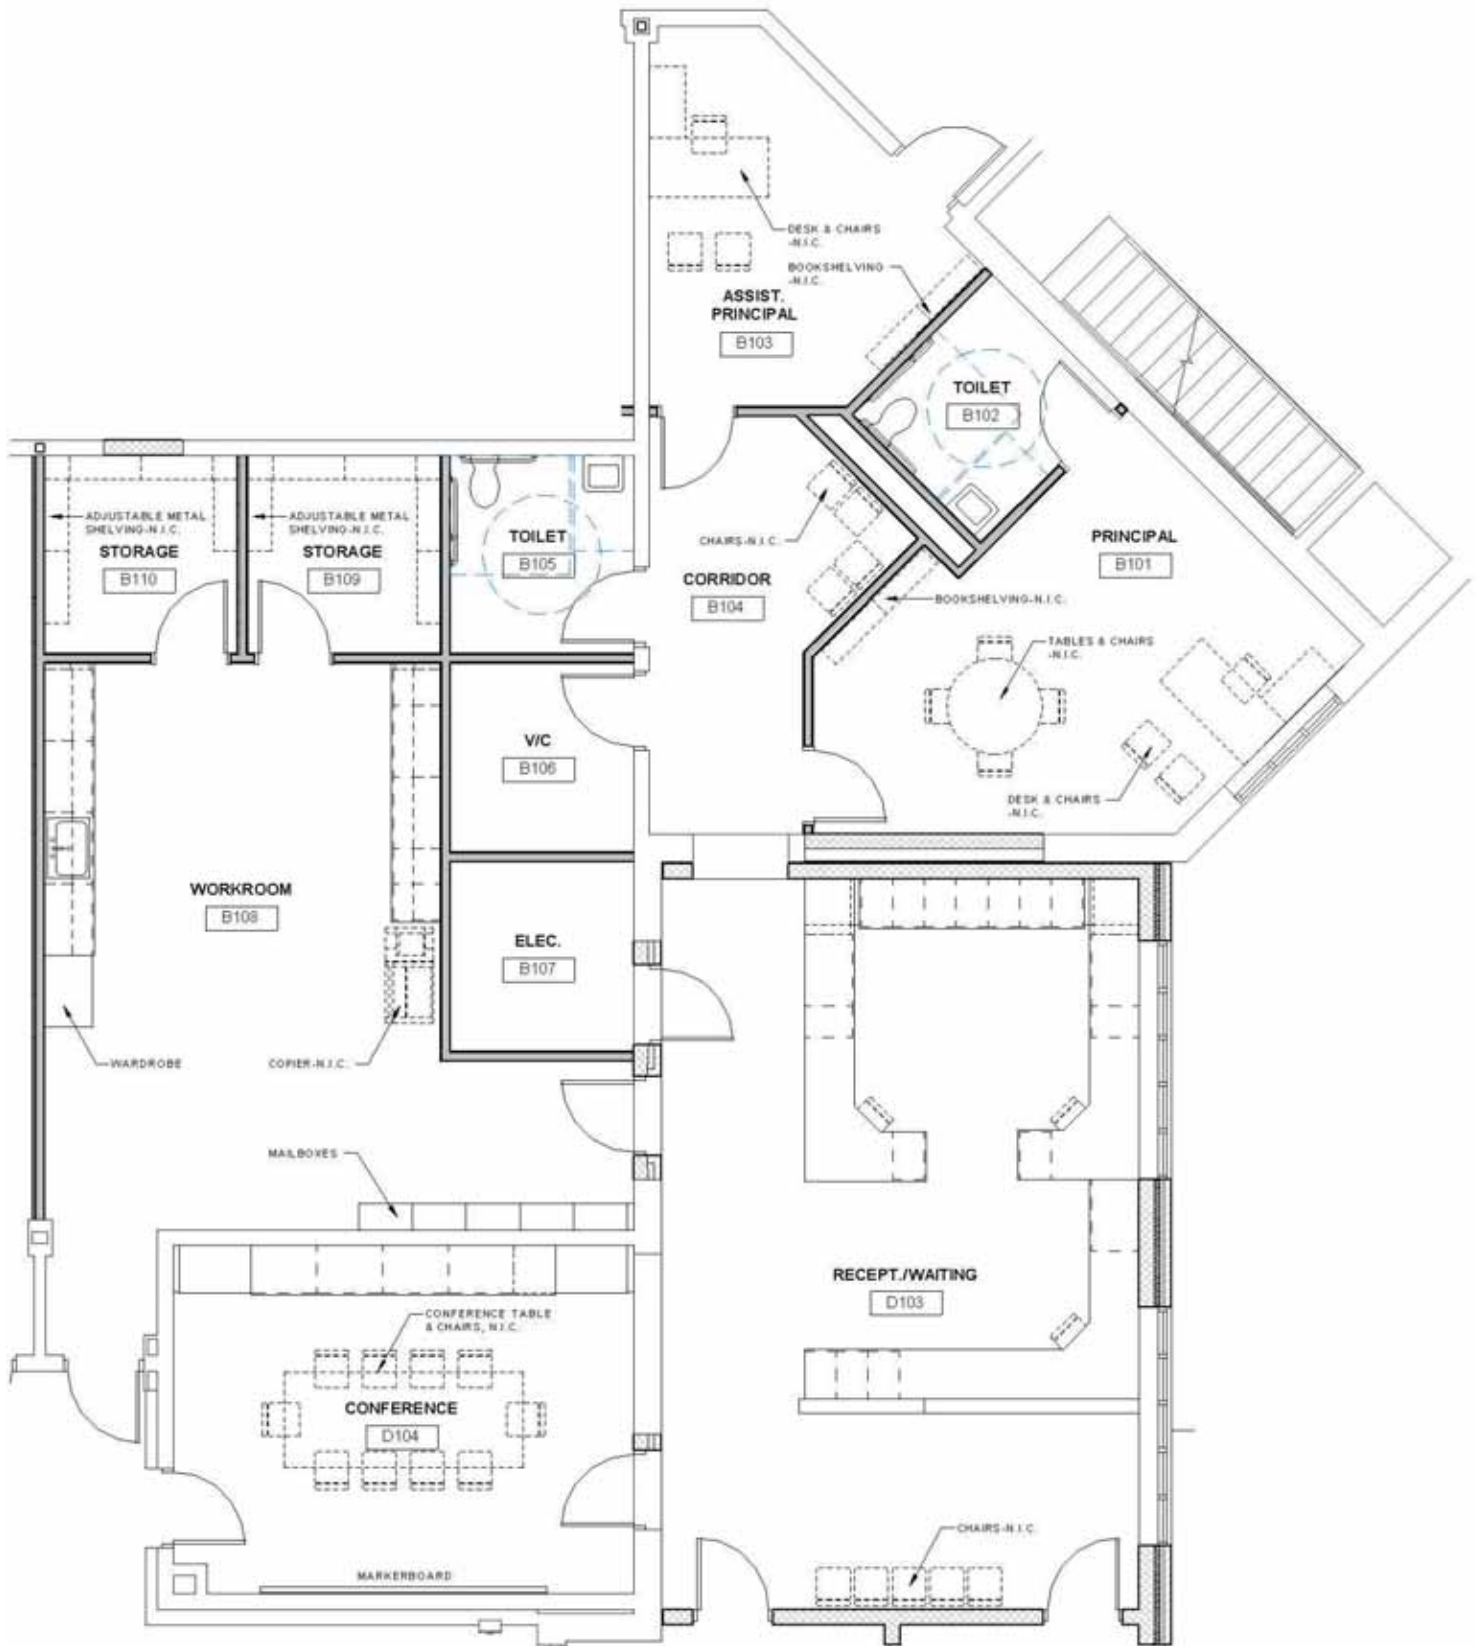 DESK & CHAIRS
-N.I.C.
BOOKSHELVING
-N.I.C.
ASSIST.
PRINCIPAL
B103
TOILET
B102
ADJUSTABLE METAL
SHELVING-N.I.C.
STORAGE
B110
ADJUSTABLE METAL
SHELVING-N.I.C.
STORAGE
B109
TOILET
B105
CHAIRS-N.I.C.
CORRIDOR
B104
PRINCIPAL
B101
BOOKSHELVING-N.I.C.
TABLES & CHAIRS
-N.I.C.
V/C
B106
DESK & CHAIRS
-N.I.C.
WORKROOM
B108
ELEC.
B107
WARDROBE
COPIER-N.I.C.
MAILBOXES
RECEPT./WAITING
D103
CONFERENCE TABLE
& CHAIRS, N.I.C.
CONFERENCE
D104
CHAIRS-N.I.C.
MARKERBOARD